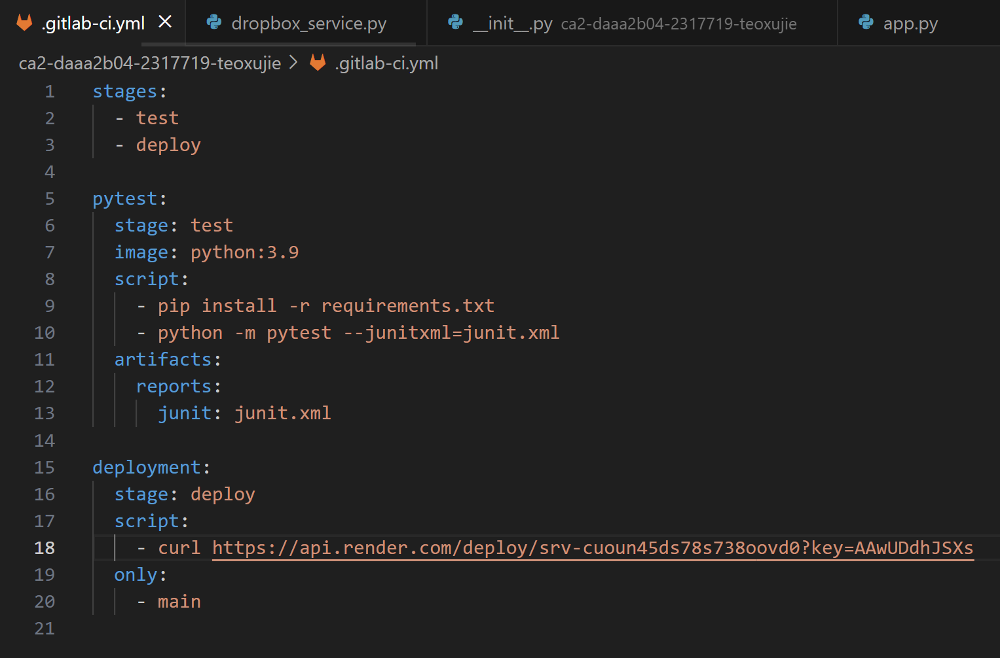 .gitlab-ci.yml dropbox_service.py __init__.py ca2-daaa2b04-2317719-teoxujie app.py
ca2-daaa2b04-2317719-teoxujie > .gitlab-ci.yml
1 stages:
2   - test
3   - deploy
4
5 pytest:
6   stage: test
7   image: python:3.9
8   script:
9     - pip install -r requirements.txt
10     - python -m pytest --junitxml=junit.xml
11   artifacts:
12     reports:
13       junit: junit.xml
14
15 deployment:
16   stage: deploy
17   script:
18     - curl https://api.render.com/deploy/srv-cuoun45ds78s738oovd0?key=AAwUDdhJSXs
19   only:
20     - main
21